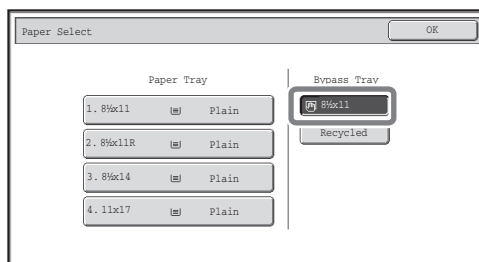 Paper Select
OK
Paper Tray
Bypass Tray
1. 8½x11 Plain
8½x11
2. 8½x11R Plain
Recycled
3. 8½x14 Plain
4. 11x17 Plain